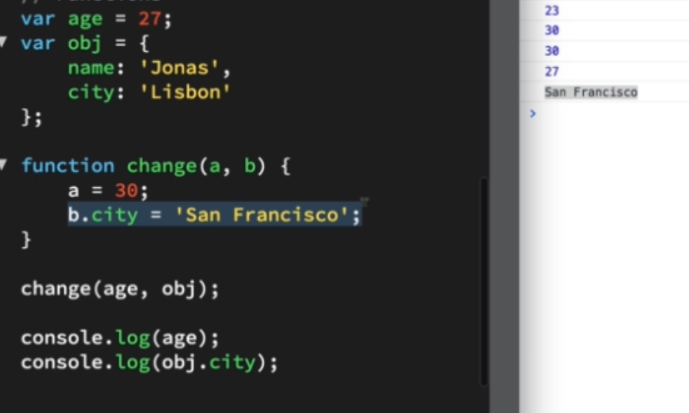 var age = 27;
var obj = {
    name: 'Jonas',
    city: 'Lisbon'
};

function change(a, b) {
    a = 30;
    b.city = 'San Francisco';
}

change(age, obj);

console.log(age);
console.log(obj.city);
23
30
30
27
San Francisco
>